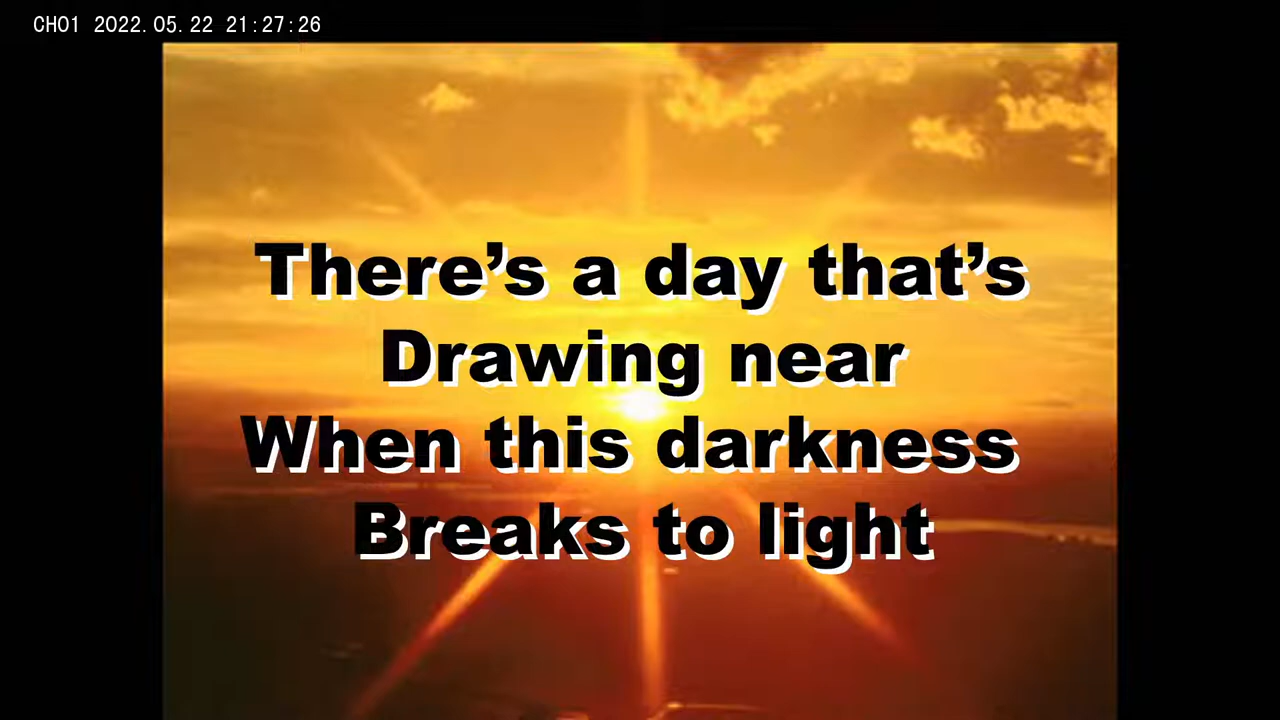 CH01 2022.05.22 21:27:26
There’s a day that’s
Drawing near
When this darkness
Breaks to light